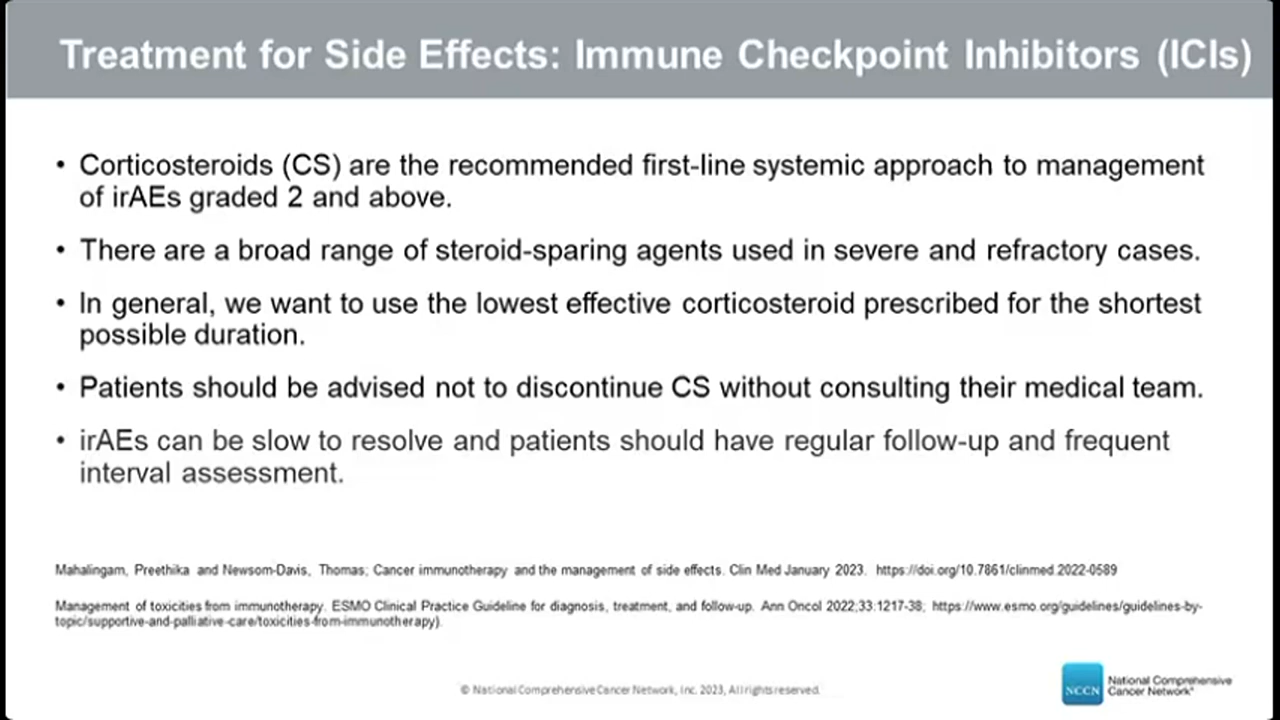 Treatment for Side Effects: Immune Checkpoint Inhibitors (ICIs)
• Corticosteroids (CS) are the recommended first-line systemic approach to management
of irAEs graded 2 and above.
• There are a broad range of steroid-sparing agents used in severe and refractory cases.
• In general, we want to use the lowest effective corticosteroid prescribed for the shortest
possible duration.
• Patients should be advised not to discontinue CS without consulting their medical team.
• irAEs can be slow to resolve and patients should have regular follow-up and frequent
interval assessment.
Mahalingam, Preethika and Newsom-Davis, Thomas; Cancer immunotherapy and the management of side effects. Clin Med January 2023. https://doi.org/10.7861/clinmed.2022-0589
Management of toxicities from immunotherapy. ESMO Clinical Practice Guideline for diagnosis, treatment, and follow-up. Ann Oncol 2022;33:1217-38; https://www.esmo.org/guidelines/guidelines-by-
topic/supportive-and-palliative-care/toxicities-from-immunotherapy).
© National Comprehensive Cancer Network, Inc. 2023, All rights reserved.
NCCN
National Comprehensive
Cancer Network®